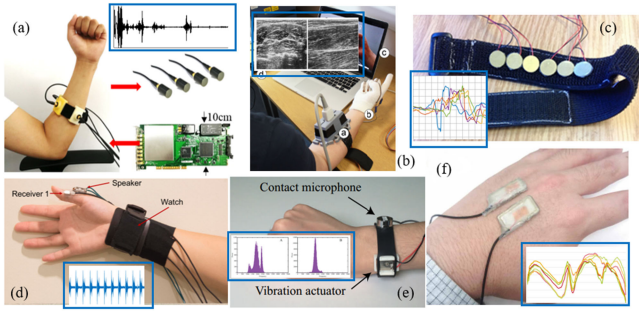 (a)
10cm
d
c
b
a
(b)
(c)
Speaker
Receiver 1
Watch
(d)
Contact microphone
Vibration actuator
(e)
(f)